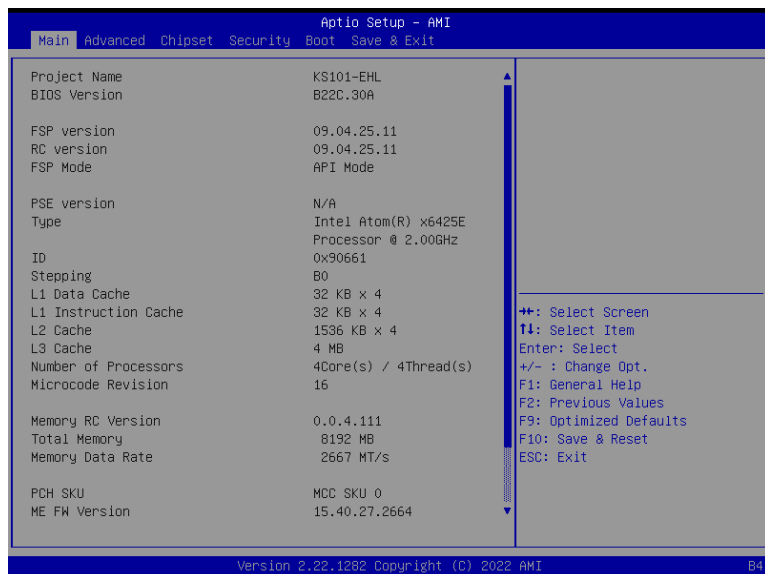 Aptio Setup – AMI
Main Advanced Chipset Security Boot Save & Exit
Project Name KS101-EHL
BIOS Version B22C.30A
FSP version 09.04.25.11
RC version 09.04.25.11
FSP Mode API Mode
PSE version N/A
Type Intel Atom(R) x6425E
Processor @ 2.00GHz
ID 0x90661
Stepping B0
L1 Data Cache 32 KB x 4
L1 Instruction Cache 32 KB x 4
L2 Cache 1536 KB x 4
L3 Cache 4 MB
Number of Processors 4Core(s) / 4Thread(s)
Microcode Revision 16
Memory RC Version 0.0.4.111
Total Memory 8192 MB
Memory Data Rate 2667 MT/s
PCH SKU MCC SKU 0
ME FW Version 15.40.27.2664
→←: Select Screen
↑↓: Select Item
Enter: Select
+/- : Change Opt.
F1: General Help
F2: Previous Values
F9: Optimized Defaults
F10: Save & Reset
ESC: Exit
Version 2.22.1282 Copyright (C) 2022 AMI
B4